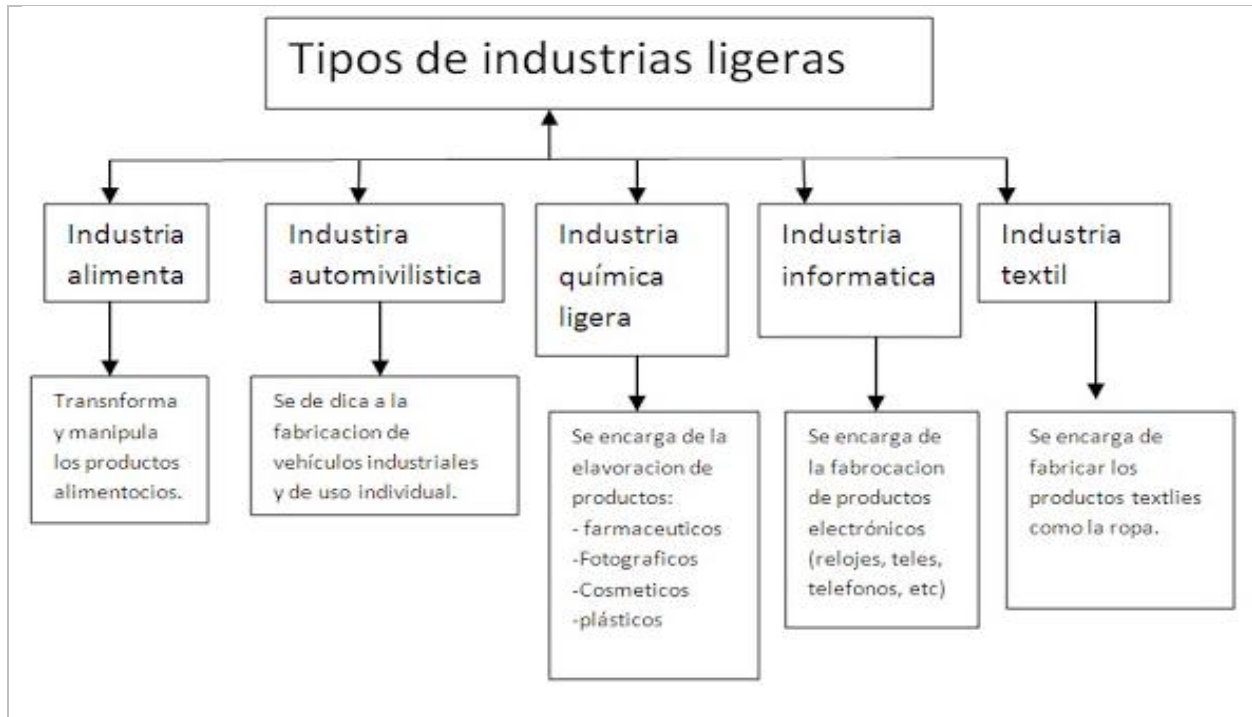 Tipos de industrias ligeras
Industria
alimenta
Industira
automivilistica
Industria
química
ligera
Industria
informatica
Industria
textil
Transnforma
y manipula
los productos
alimentocios.
Se de dica a la
fabricacion de
vehículos industriales
y de uso individual.
Se encarga de la
elavoracion de
productos:
- farmaceuticos
-Fotograficos
-Cosmeticos
-plásticos
Se encarga de
la fabrocacion
de productos
electrónicos
(relojes, teles,
telefonos, etc)
Se encarga de
fabricar los
productos textlies
como la ropa.